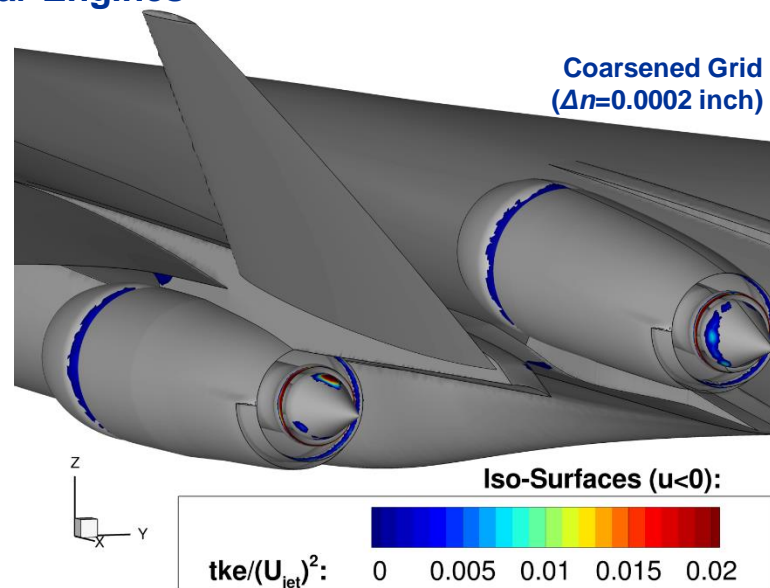 Engines
Coarsened Grid
(Δn=0.0002 inch)
Z
Y
X
Iso-Surfaces (u<0):
tke/(U_jet)²: 0 0.005 0.01 0.015 0.02